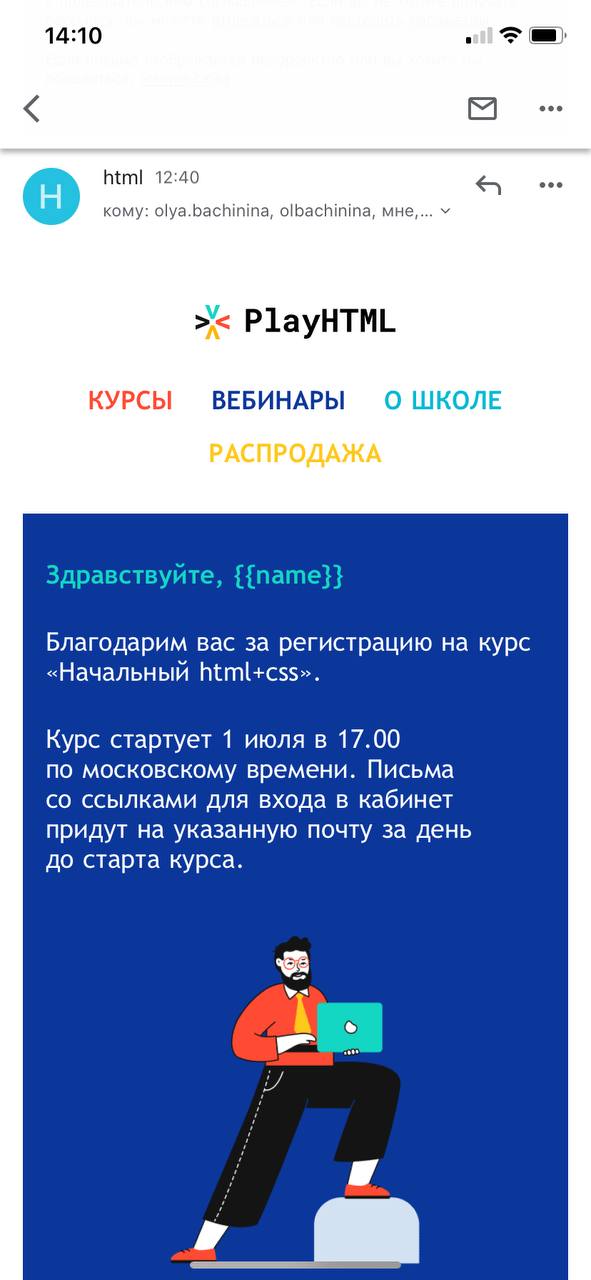 14:10
html 12:40
кому: olya.bachinina, olbachinina, мне,...
PlayHTML
КУРСЫ ВЕБИНАРЫ О ШКОЛЕ
РАСПРОДАЖА
Здравствуйте, {{name}}
Благодарим вас за регистрацию на курс
«Начальный html+css».
Курс стартует 1 июля в 17.00
по московскому времени. Письма
со ссылками для входа в кабинет
придут на указанную почту за день
до старта курса.